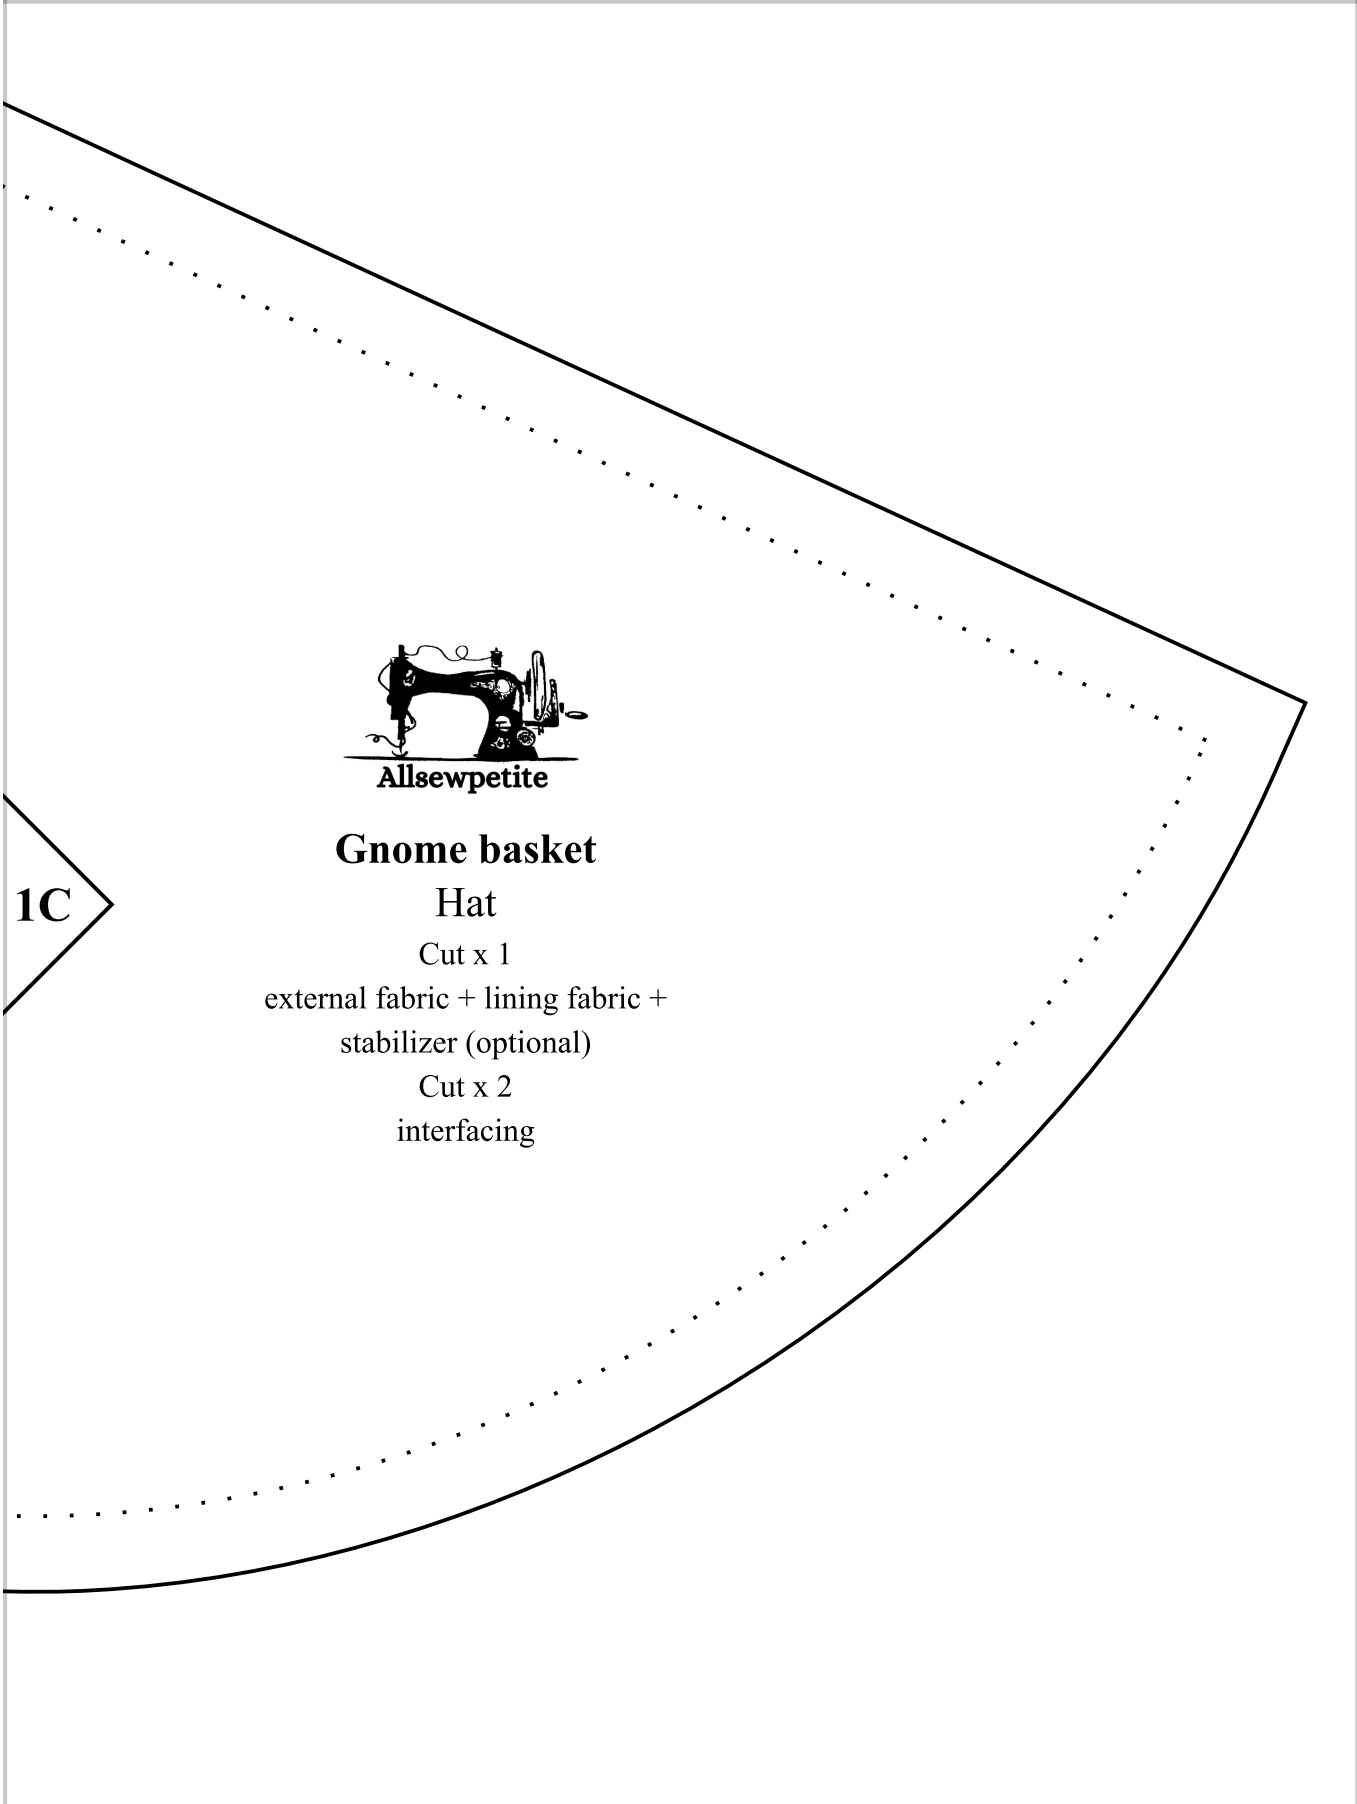 Allsewpetite
Gnome basket
1C
Hat
Cut x 1
external fabric + lining fabric +
stabilizer (optional)
Cut x 2
interfacing